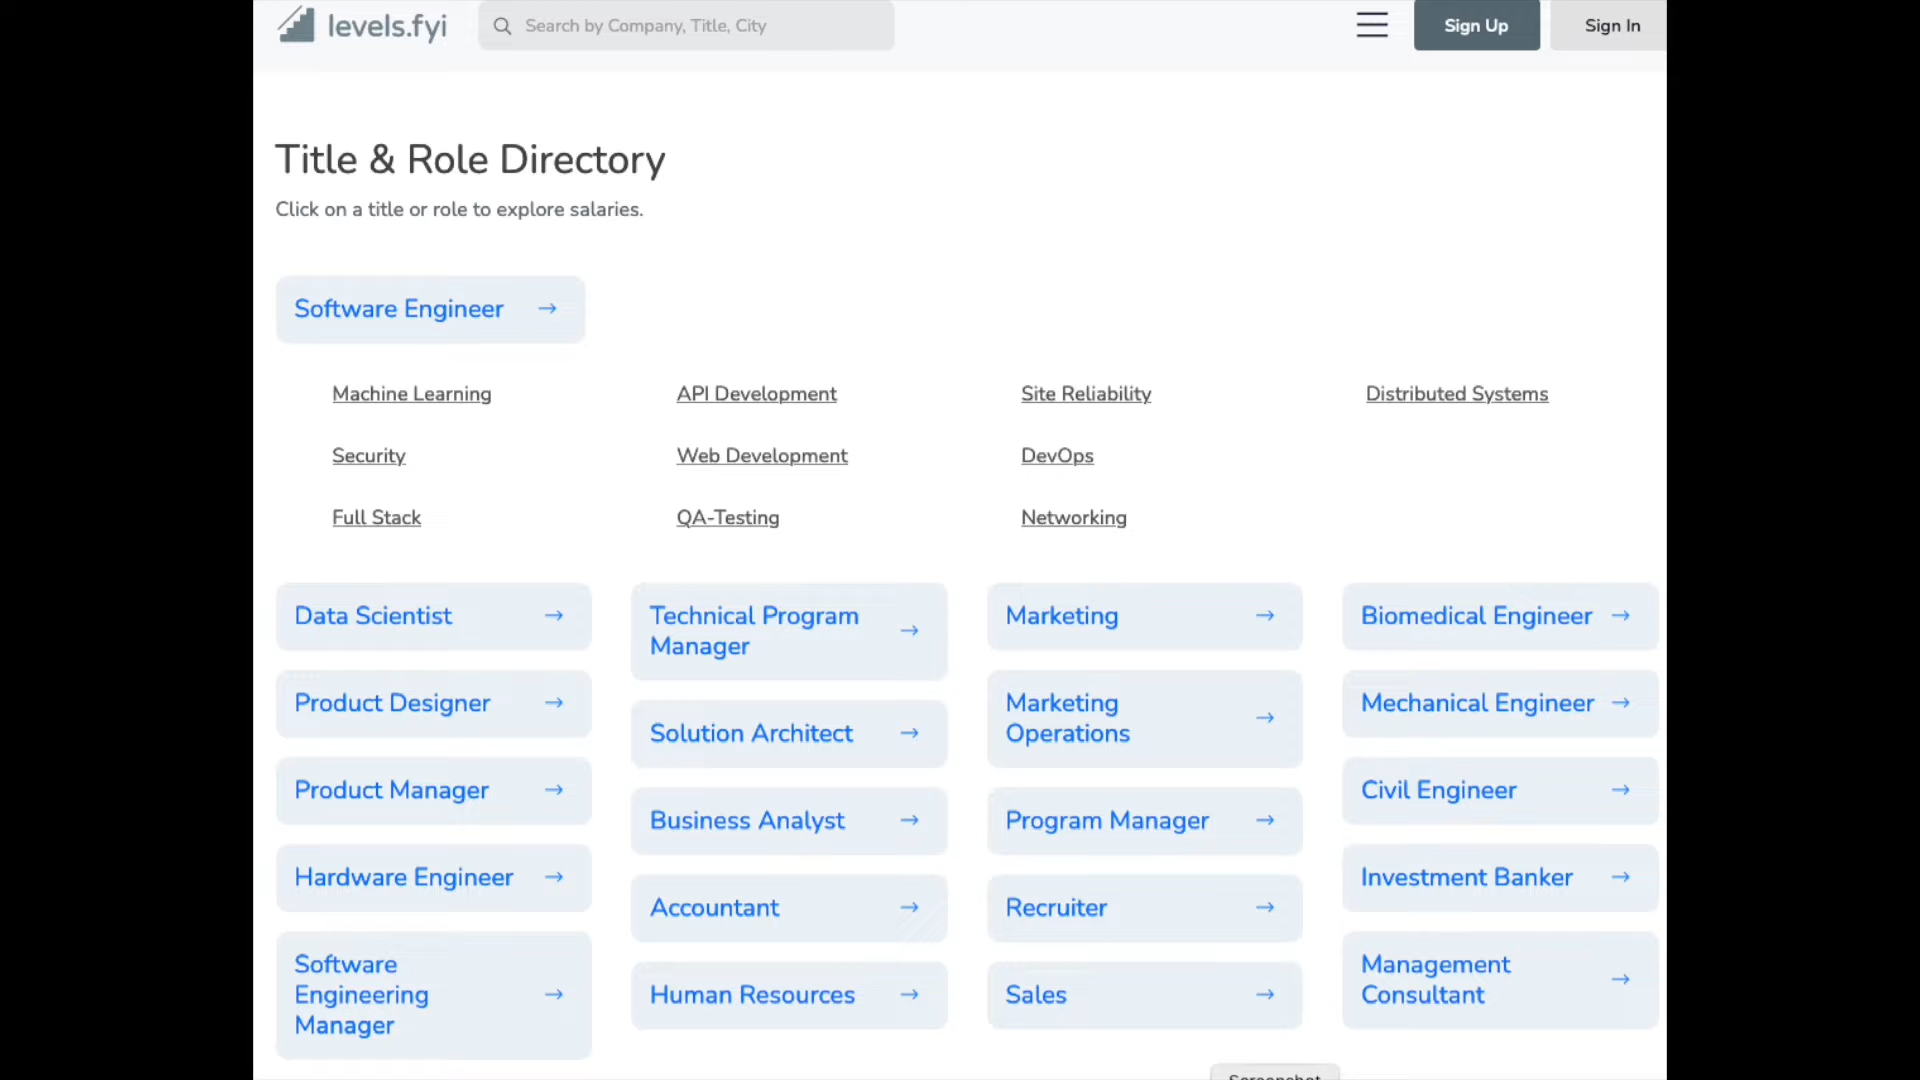 levels.fyi
Search by Company, Title, City
Sign Up
Sign In
Title & Role Directory
Click on a title or role to explore salaries.
Software Engineer
Machine Learning
API Development
Site Reliability
Distributed Systems
Security
Web Development
DevOps
Full Stack
QA-Testing
Networking
Data Scientist
Product Designer
Product Manager
Hardware Engineer
Software
Engineering
Manager
Technical Program
Manager
Solution Architect
Business Analyst
Accountant
Human Resources
Marketing
Marketing
Operations
Program Manager
Recruiter
Sales
Biomedical Engineer
Mechanical Engineer
Civil Engineer
Investment Banker
Management
Consultant
Screenshot